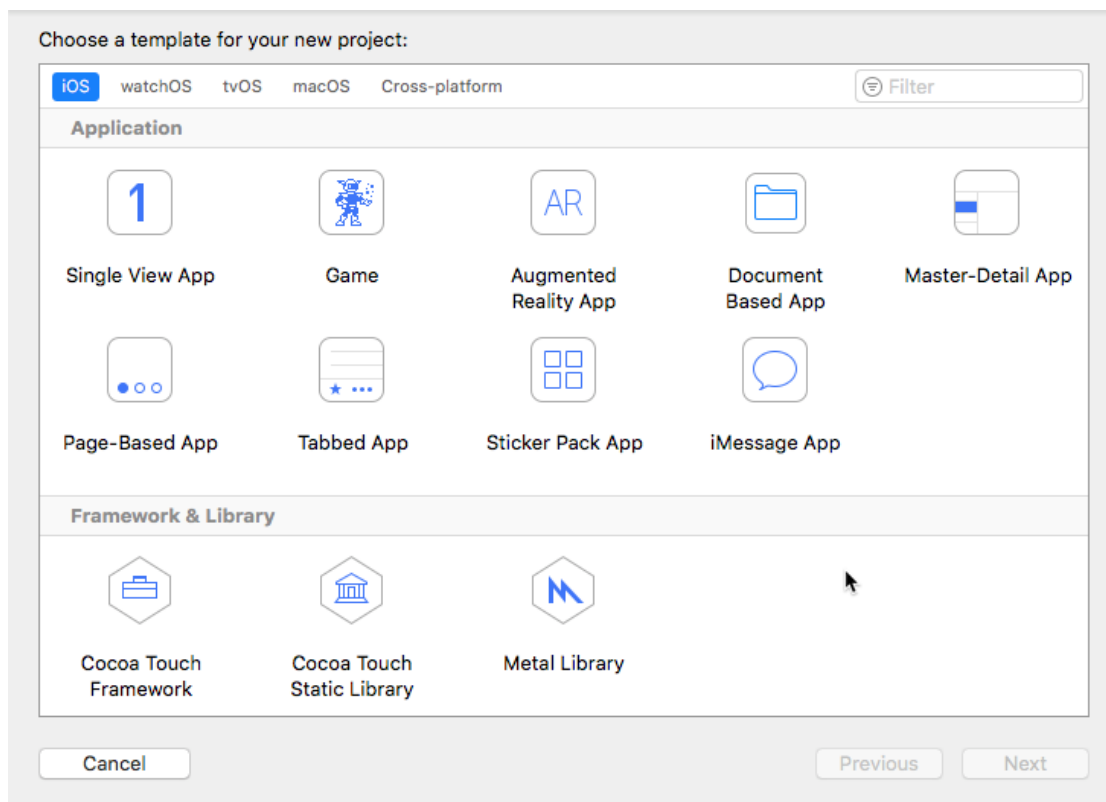 Choose a template for your new project:
iOS watchOS tvOS macOS Cross-platform Filter
Application
1 AR
Single View App Game Augmented Document Master-Detail App
Reality App Based App
Page-Based App Tabbed App Sticker Pack App iMessage App
Framework & Library
Cocoa Touch Cocoa Touch Metal Library
Framework Static Library
Cancel Previous Next